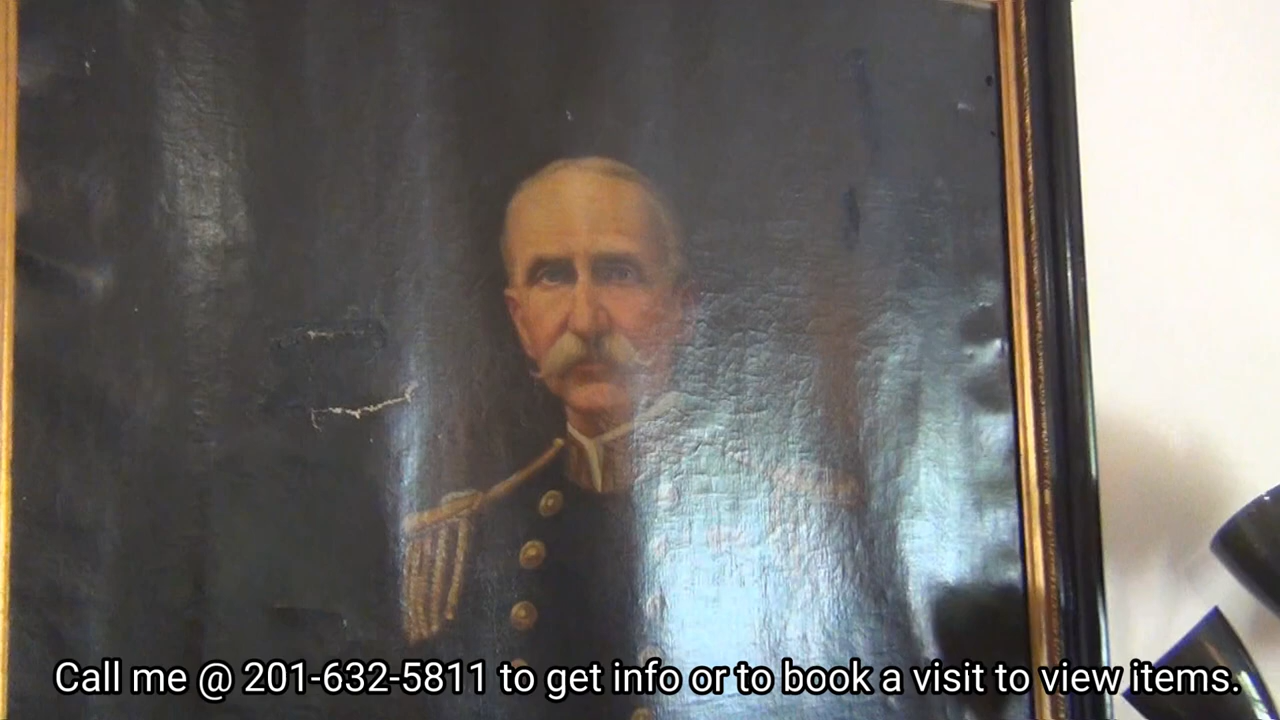 Call me @ 201-632-5811 to get info or to book a visit to view items.